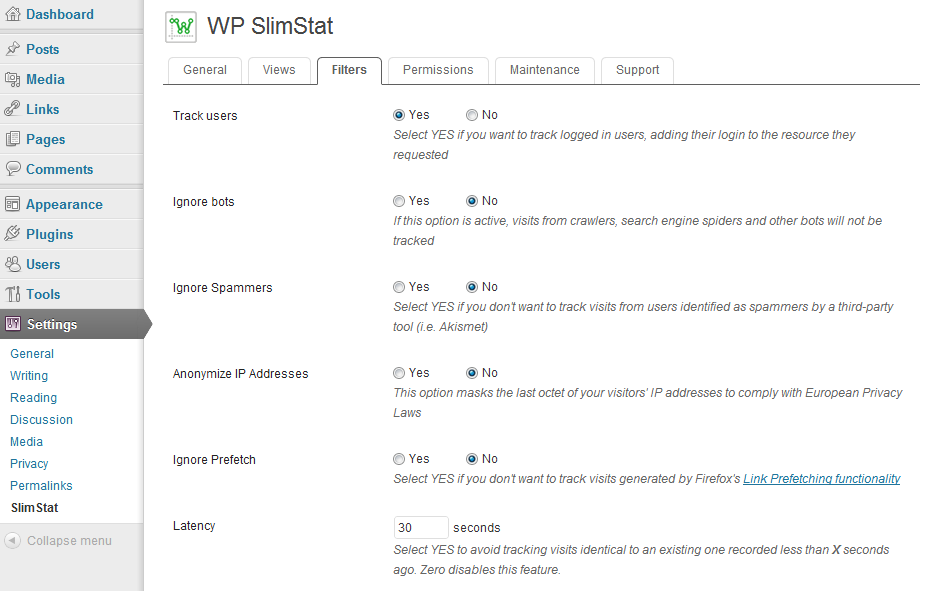 Dashboard
Posts
Media
Links
Pages
Comments
Appearance
Plugins
Users
Tools
Settings
General
Writing
Reading
Discussion
Media
Privacy
Permalinks
SlimStat
Collapse menu
WP SlimStat
General Views Filters Permissions Maintenance Support
Track users
Yes No
Select YES if you want to track logged in users, adding their login to the resource they
requested
Ignore bots
Yes No
If this option is active, visits from crawlers, search engine spiders and other bots will not be
tracked
Ignore Spammers
Yes No
Select YES if you don't want to track visits from users identified as spammers by a third-party
tool (i.e. Akismet)
Anonymize IP Addresses
Yes No
This option masks the last octet of your visitors' IP addresses to comply with European Privacy
Laws
Ignore Prefetch
Yes No
Select YES if you don't want to track visits generated by Firefox's Link Prefetching functionality
Latency
30 seconds
Select YES to avoid tracking visits identical to an existing one recorded less than X seconds
ago. Zero disables this feature.